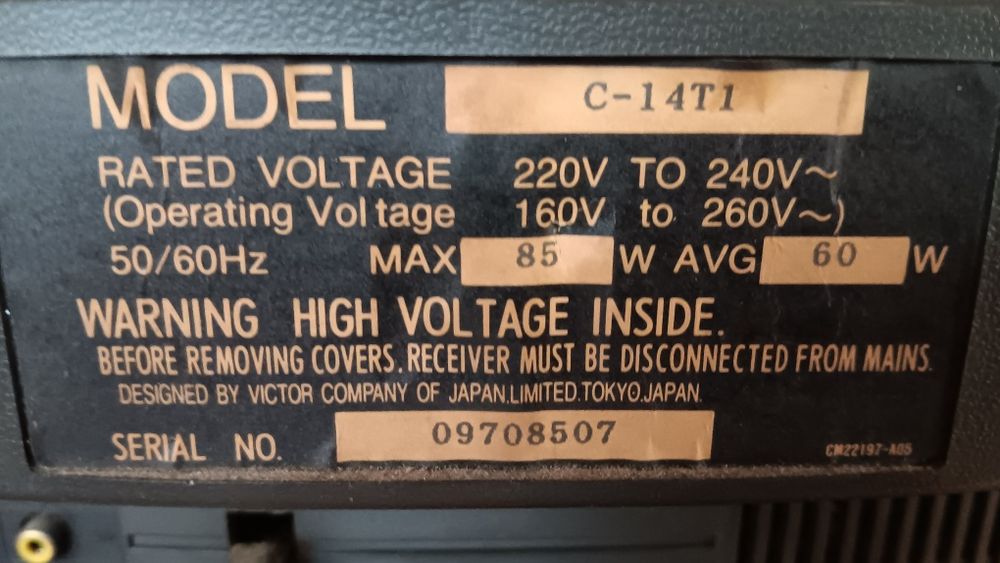 MODEL C-14T1
RATED VOLTAGE 220V TO 240V~
(Operating Voltage 160V to 260V~)
50/60Hz MAX 85 W AVG 60 W
WARNING HIGH VOLTAGE INSIDE.
BEFORE REMOVING COVERS. RECEIVER MUST BE DISCONNECTED FROM MAINS.
DESIGNED BY VICTOR COMPANY OF JAPAN.LIMITED.TOKYO.JAPAN.
SERIAL NO. 09708507
CM22197-A05